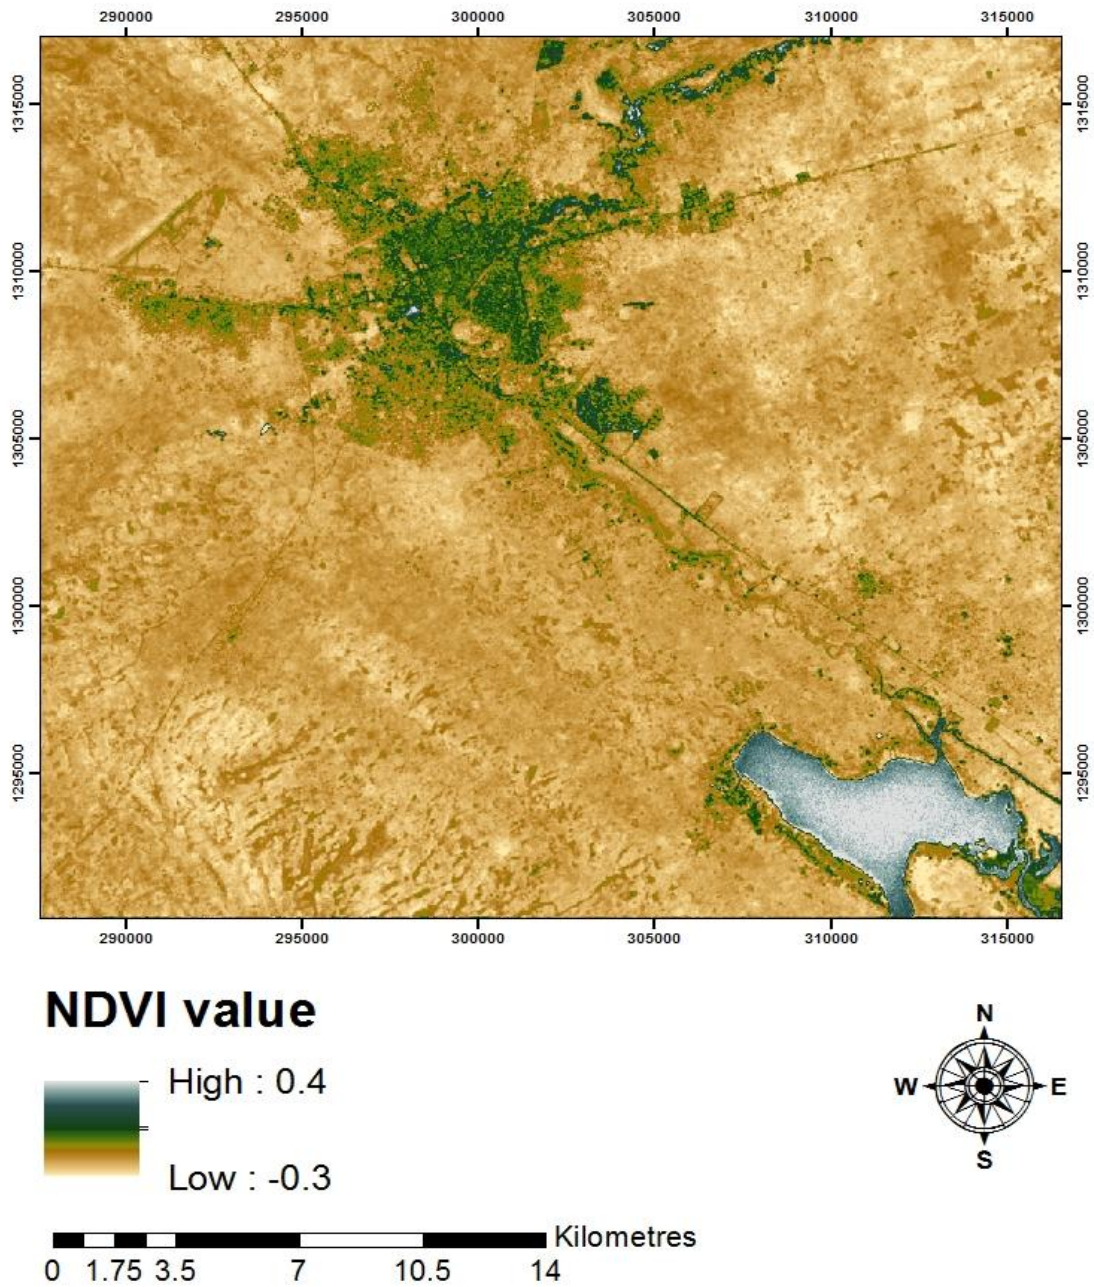 290000 295000 300000 305000 310000 315000
1315000 1315000
1310000 1310000
1305000 1305000
1300000 1300000
1295000 1295000
290000 295000 300000 305000 310000 315000
NDVI value
High : 0.4
Low : -0.3
N
W E
S
Kilometres
0 1.75 3.5 7 10.5 14